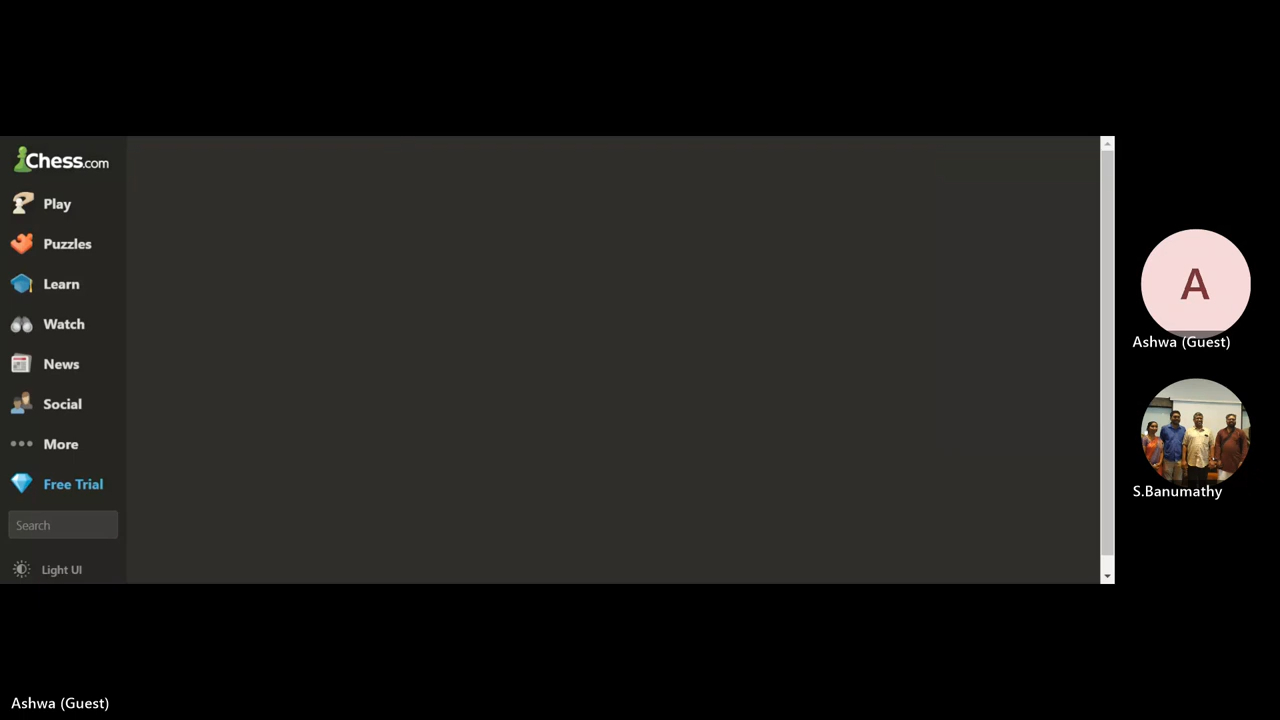 Chess.com
Play
Puzzles
Learn
Watch
News
Social
More
Free Trial
Search
Light UI
A
Ashwa (Guest)
S.Banumathy
Ashwa (Guest)